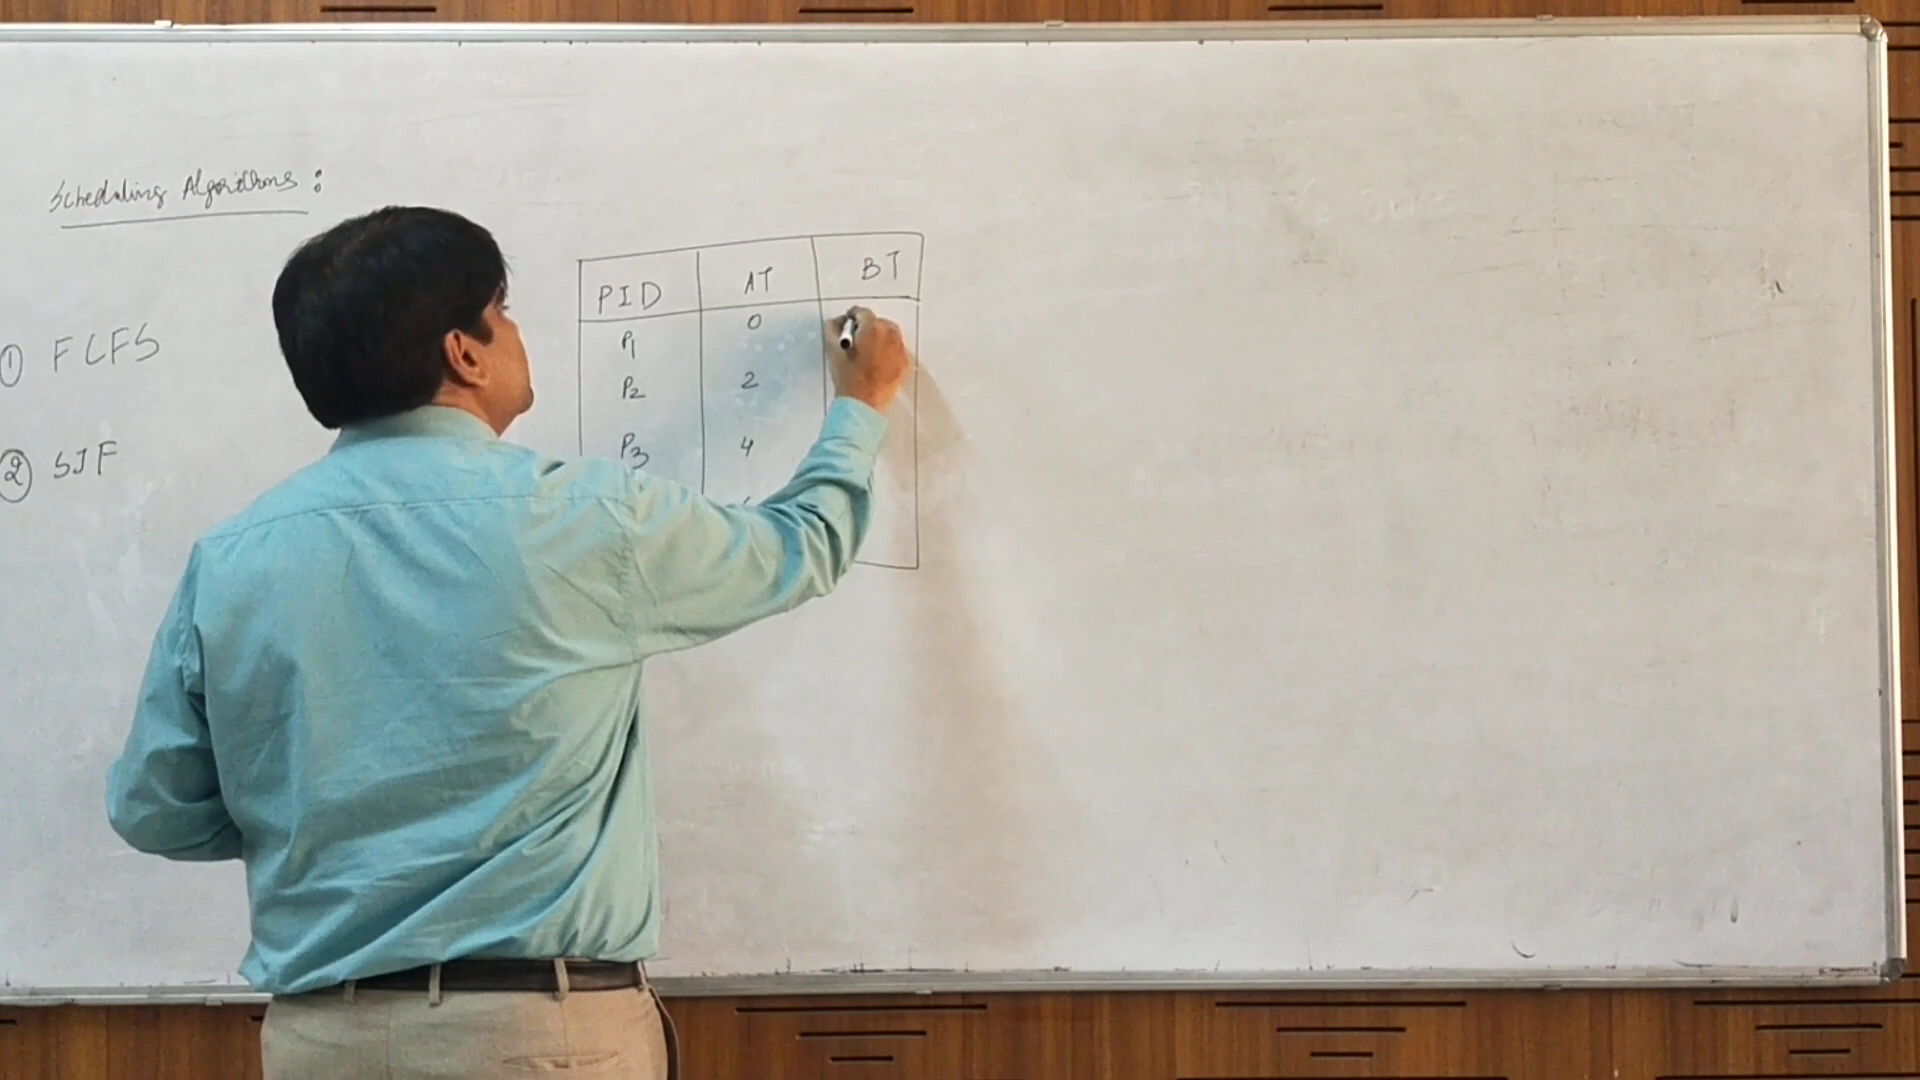 Scheduling Algorithms :
① FCFS
② SJF
PID AT BT
P1 0
P2 2
P3 4